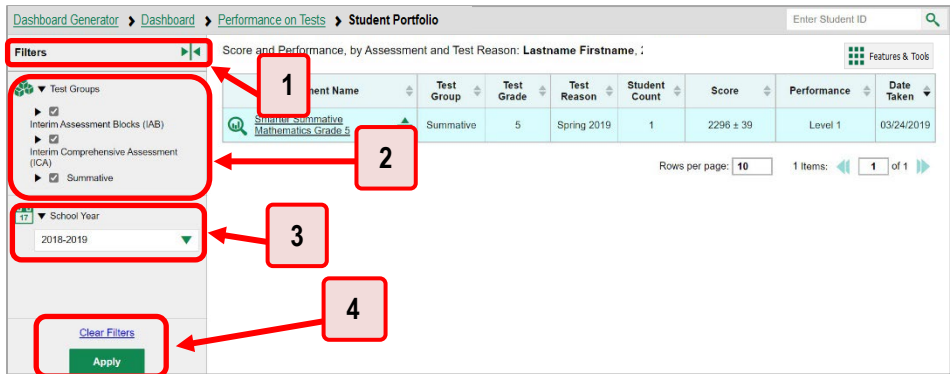 Dashboard Generator > Dashboard > Performance on Tests > Student Portfolio
Enter Student ID
Filters
Score and Performance, by Assessment and Test Reason: Lastname Firstname,
Features & Tools
1
Test Groups
Interim Assessment Blocks (IAB)
Interim Comprehensive Assessment
(ICA)
Summative
2
17
School Year
2018-2019
3
Clear Filters
Apply
4
Name Test Group Test Grade Test Reason Student Count Score Performance Date Taken
Smarter Summative
Mathematics Grade 5
Summative 5 Spring 2019 1 2296 ± 39 Level 1 03/24/2019
Rows per page: 10 1 Items: 1 of 1